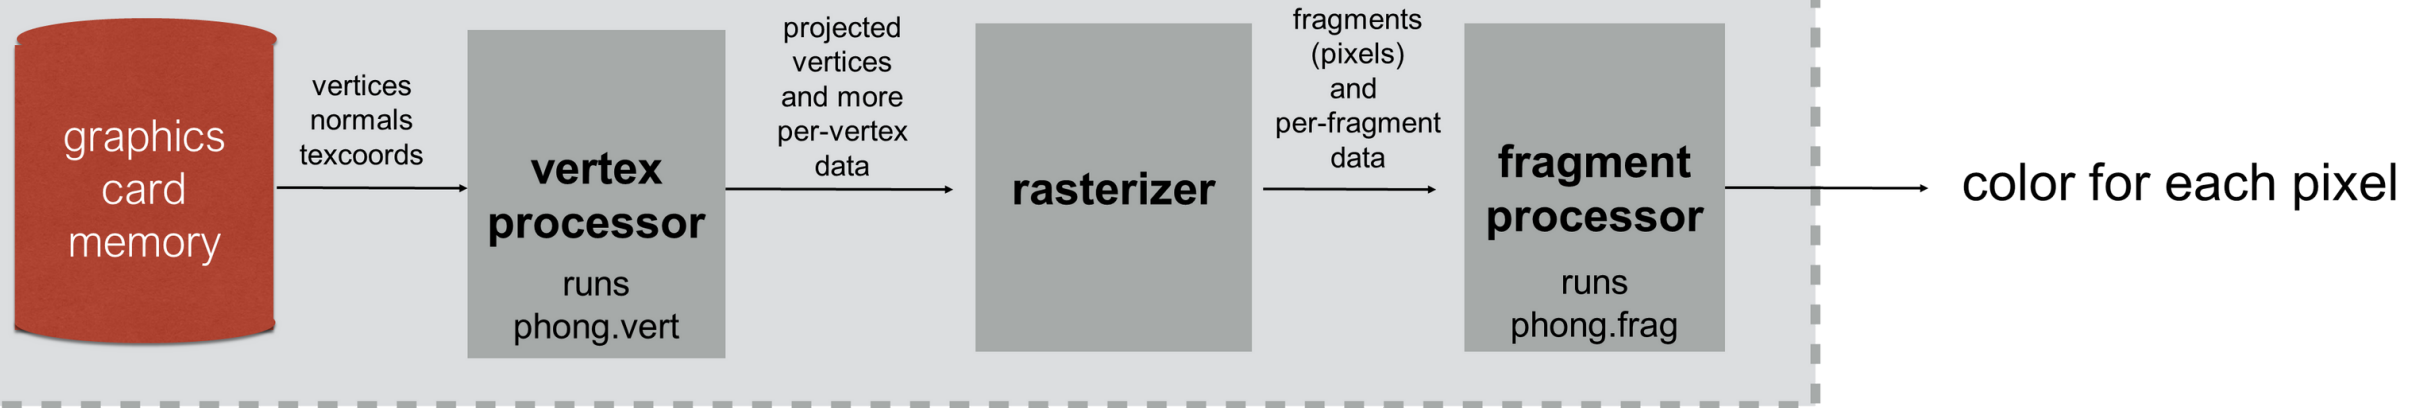 graphics
card
memory
vertices
normals
texcoords
vertex
processor
runs
phong.vert
projected
vertices
and more
per-vertex
data
rasterizer
fragments
(pixels)
and
per-fragment
data
fragment
processor
runs
phong.frag
color for each pixel